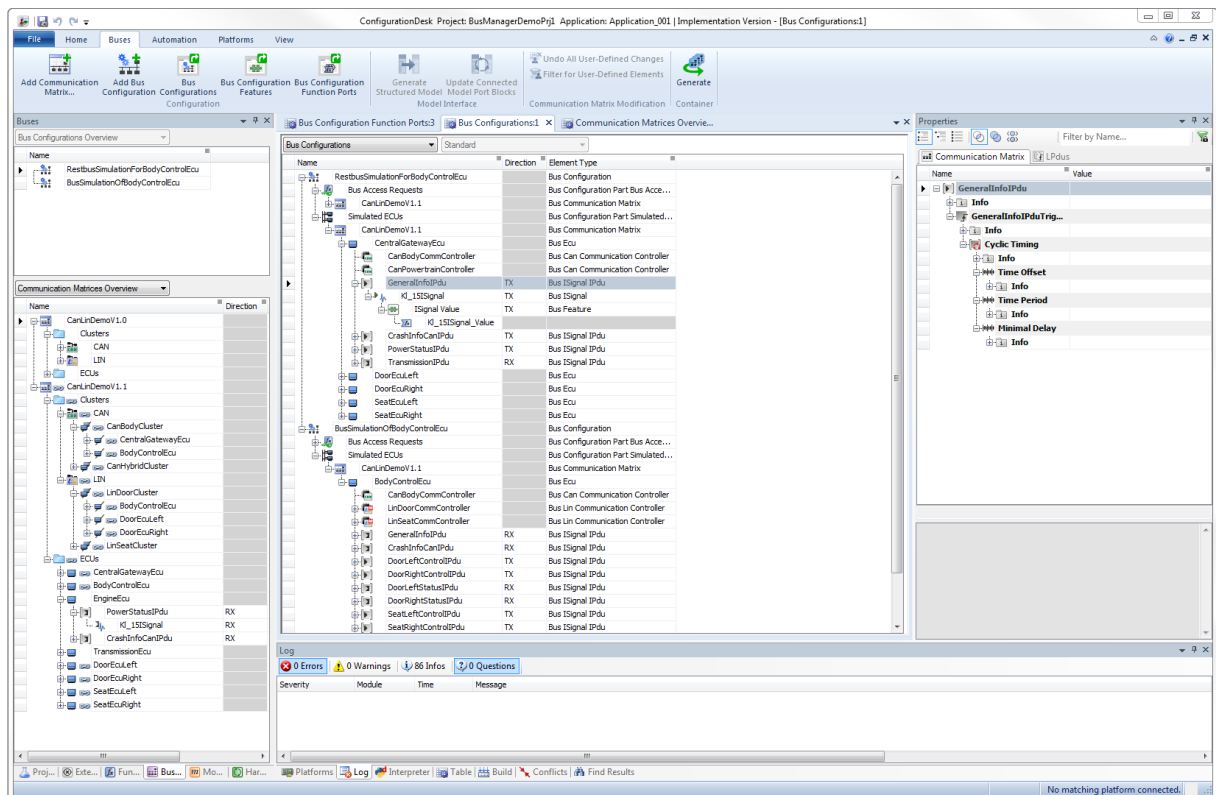 ConfigurationDesk Project: BusManagerDemoPrj1 Application: Application_001 | Implementation Version - [Bus Configurations:1]
File Home Buses Automation Platforms View
Add Communication Matrix...
Add Bus Configuration
Bus Configurations
Bus Configuration Features
Bus Configuration Function Ports
Configuration
Generate Structured Model
Update Connected Model Port Blocks
Model Interface
Undo All User-Defined Changes
Filter for User-Defined Elements
Communication Matrix Modification
Generate
Container
Buses
Bus Configurations Overview
Name
RestbusSimulationForBodyControlEcu
BusSimulationOfBodyControlEcu
Communication Matrices Overview
Name Direction
CanLinDemoV1.0
Clusters
CAN
LIN
ECUs
CanLinDemoV1.1
Clusters
CAN
CanBodyCluster
CentralGatewayEcu
BodyControlEcu
CanHybridCluster
LIN
LinDoorCluster
BodyControlEcu
DoorEcuLeft
DoorEcuRight
LinSeatCluster
ECUs
CentralGatewayEcu
BodyControlEcu
EngineEcu
PowerStatusIPdu RX
Kl_15ISignal RX
CrashInfoCanIPdu RX
TransmissionEcu
DoorEcuLeft
DoorEcuRight
SeatEcuLeft
SeatEcuRight
Proj... Exte... Fun... Bus... Mo... Har...
Bus Configuration Function Ports:3 Bus Configurations:1 Communication Matrices Overvie...
Bus Configurations Standard
Name Direction Element Type
RestbusSimulationForBodyControlEcu Bus Configuration
Bus Access Requests Bus Configuration Part Bus Acce...
CanLinDemoV1.1 Bus Communication Matrix
Simulated ECUs Bus Configuration Part Simulated...
CanLinDemoV1.1 Bus Communication Matrix
CentralGatewayEcu Bus Ecu
CanBodyCommController Bus Can Communication Controller
CanPowertrainController Bus Can Communication Controller
GeneralInfoIPdu TX Bus ISignal IPdu
Kl_15ISignal TX Bus ISignal
ISignal Value TX Bus Feature
Kl_15ISignal_Value
CrashInfoCanIPdu TX Bus ISignal IPdu
PowerStatusIPdu TX Bus ISignal IPdu
TransmissionIPdu TX Bus ISignal IPdu
DoorEcuLeft Bus Ecu
DoorEcuRight Bus Ecu
SeatEcuLeft Bus Ecu
SeatEcuRight Bus Ecu
BusSimulationOfBodyControlEcu Bus Configuration
Bus Access Requests Bus Configuration Part Bus Acce...
Simulated ECUs Bus Configuration Part Simulated...
CanLinDemoV1.1 Bus Communication Matrix
BodyControlEcu Bus Ecu
CanBodyCommController Bus Can Communication Controller
LinDoorCommController Bus Lin Communication Controller
LinSeatCommController Bus Lin Communication Controller
GeneralInfoIPdu RX Bus ISignal IPdu
CrashInfoCanIPdu RX Bus ISignal IPdu
DoorLeftControlIPdu TX Bus ISignal IPdu
DoorRightControlIPdu TX Bus ISignal IPdu
DoorLeftStatusIPdu RX Bus ISignal IPdu
DoorRightStatusIPdu RX Bus ISignal IPdu
SeatLeftControlIPdu TX Bus ISignal IPdu
SeatRightControlIPdu TX Bus ISignal IPdu
Properties
Filter by Name...
Communication Matrix LPdus
Name Value
GeneralInfoIPdu
Info
GeneralInfoIPduTrig...
Info
Cyclic Timing
Info
Time Offset
Info
Time Period
Info
Minimal Delay
Info
Log
0 Errors 0 Warnings 86 Infos 0 Questions
Severity Module Time Message
Platforms Log Interpreter Table Build Conflicts Find Results
No matching platform connected.